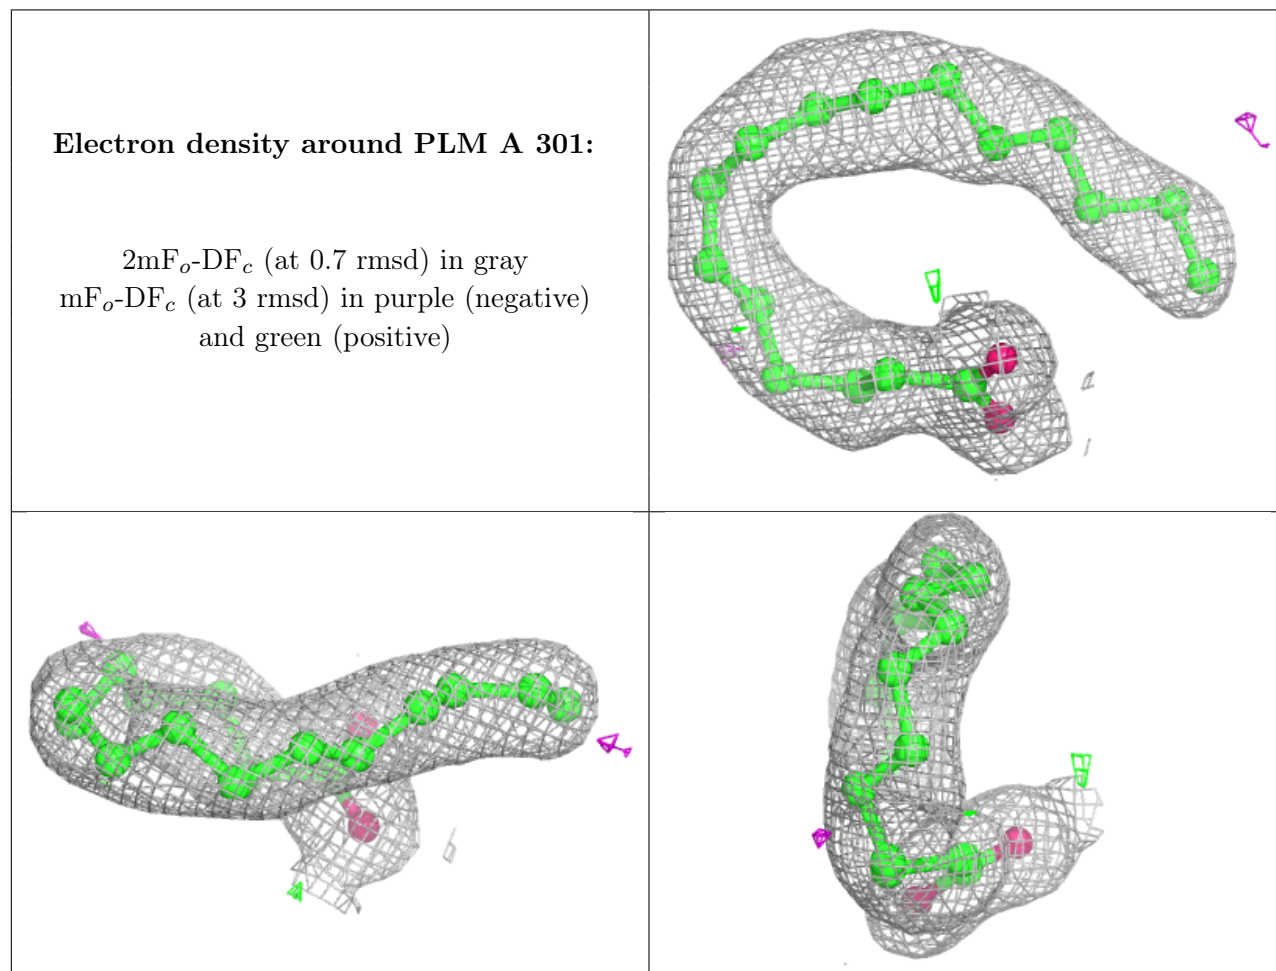 Electron density around PLM A 301:
2mF𝑜-DF𝑐 (at 0.7 rmsd) in gray
mF𝑜-DF𝑐 (at 3 rmsd) in purple (negative)
and green (positive)